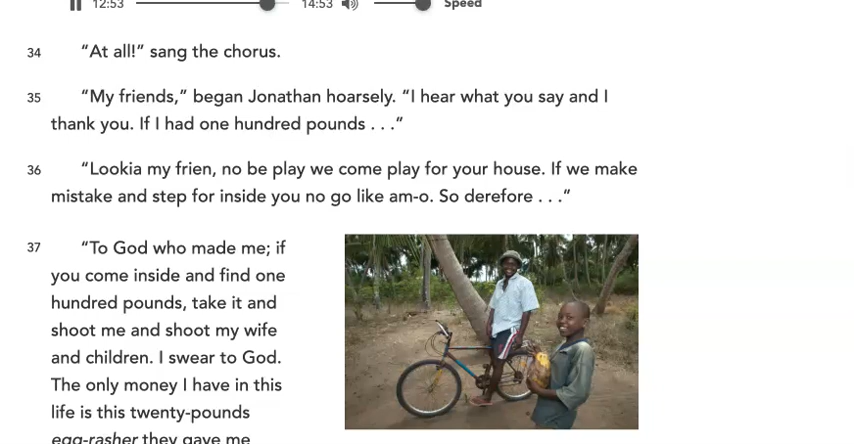 12:53 14:53 Speed
34 “At all!” sang the chorus.
35 “My friends,” began Jonathan hoarsely. “I hear what you say and I
thank you. If I had one hundred pounds . . .”
36 “Lookia my frien, no be play we come play for your house. If we make
mistake and step for inside you no go like am-o. So derefore . . .”
37 “To God who made me; if
you come inside and find one
hundred pounds, take it and
shoot me and shoot my wife
and children. I swear to God.
The only money I have in this
life is this twenty-pounds
egg-rasher they gave me